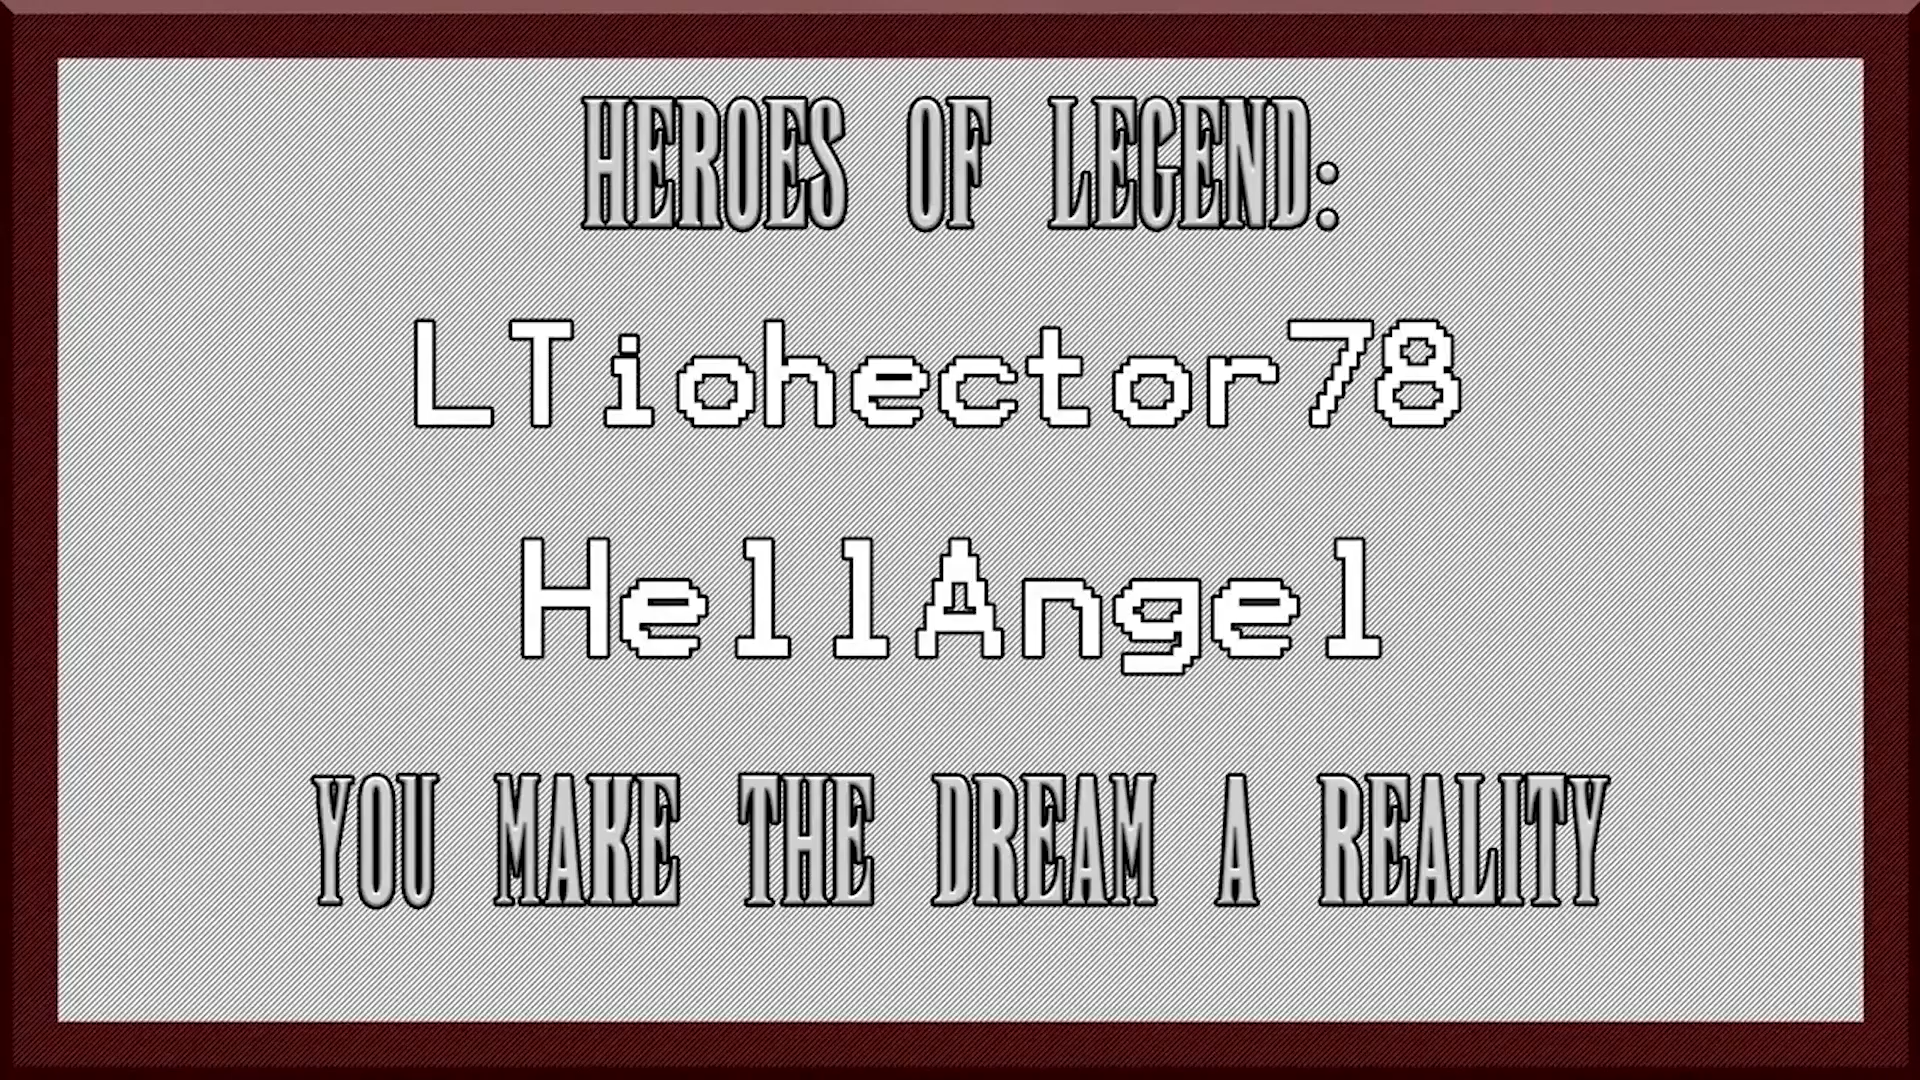 HEROES OF LEGEND:
LTiohector78
HellAngel
YOU MAKE THE DREAM A REALITY